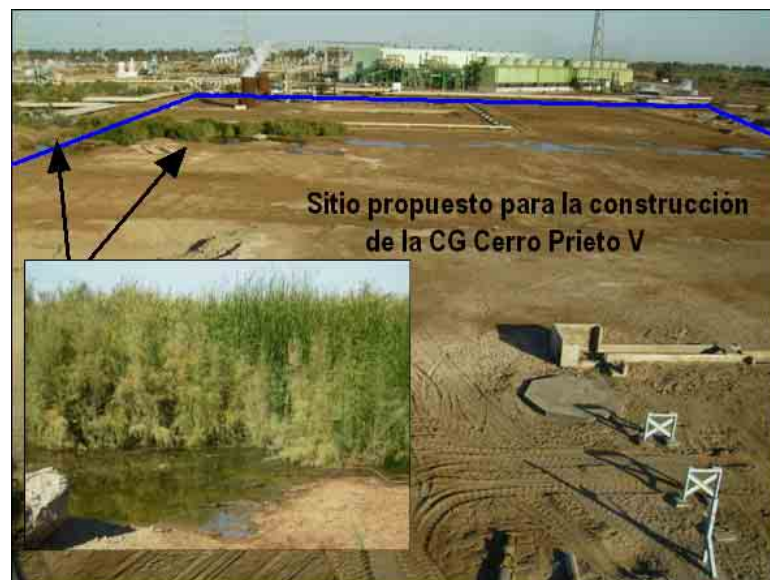 Sitio propuesto para la construcción
de la CG Cerro Prieto V